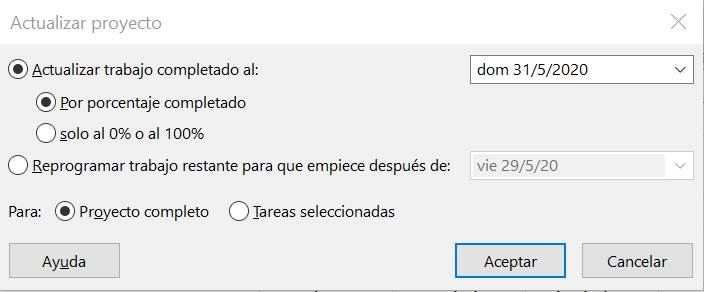 Actualizar proyecto
Actualizar trabajo completado al: dom 31/5/2020
Por porcentaje completado
solo al 0% o al 100%
Reprogramar trabajo restante para que empiece después de: vie 29/5/20
Para: Proyecto completo Tareas seleccionadas
Ayuda Aceptar Cancelar